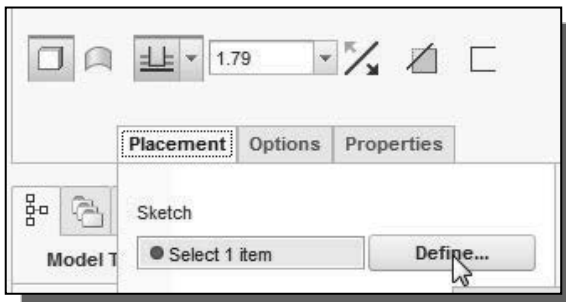 1.79
Placement Options Properties
Sketch
Select 1 item Define...
Model T